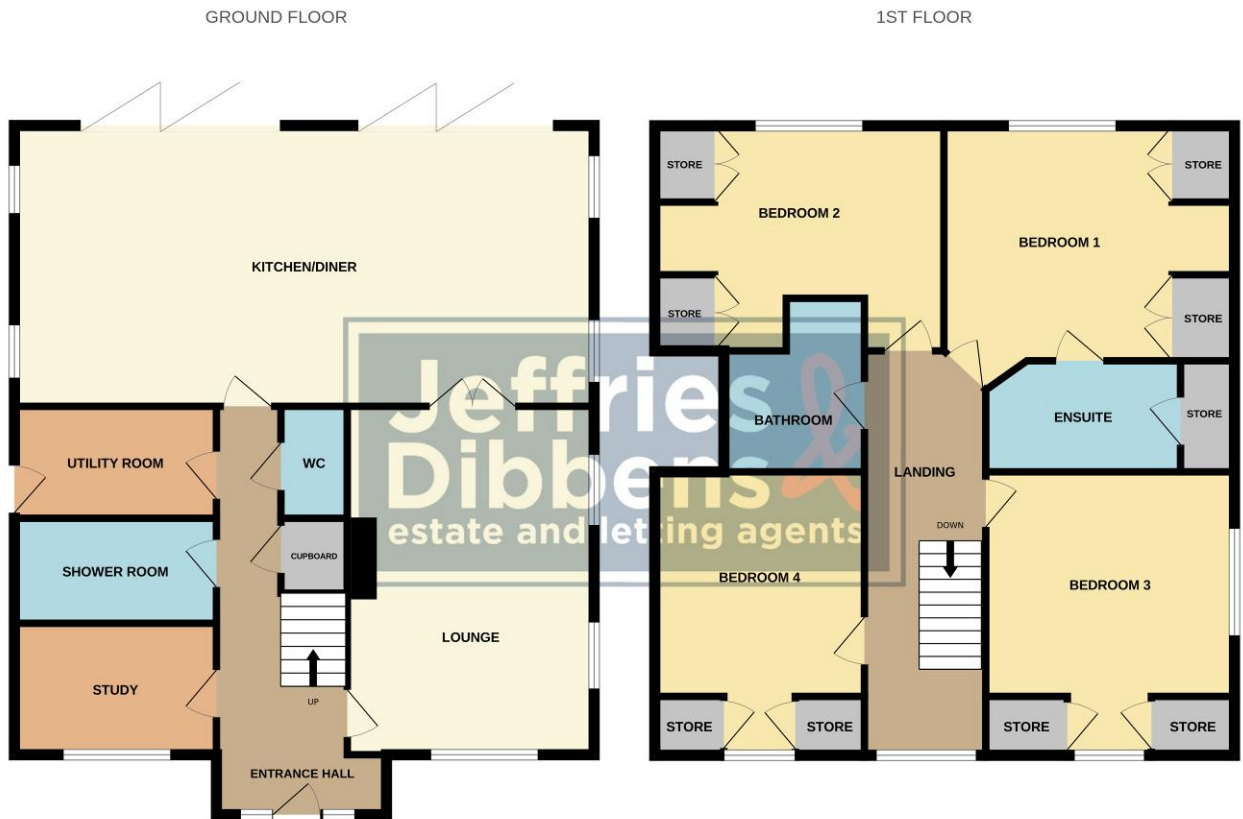 GROUND FLOOR
KITCHEN/DINER
UTILITY ROOM
WC
SHOWER ROOM
CUPBOARD
LOUNGE
STUDY
UP
ENTRANCE HALL
1ST FLOOR
STORE
STORE
BEDROOM 2
BEDROOM 1
STORE
STORE
BATHROOM
ENSUITE
STORE
LANDING
DOWN
BEDROOM 4
BEDROOM 3
STORE
STORE
STORE
STORE
Jeffries
Dibbens &
estate and letting agents